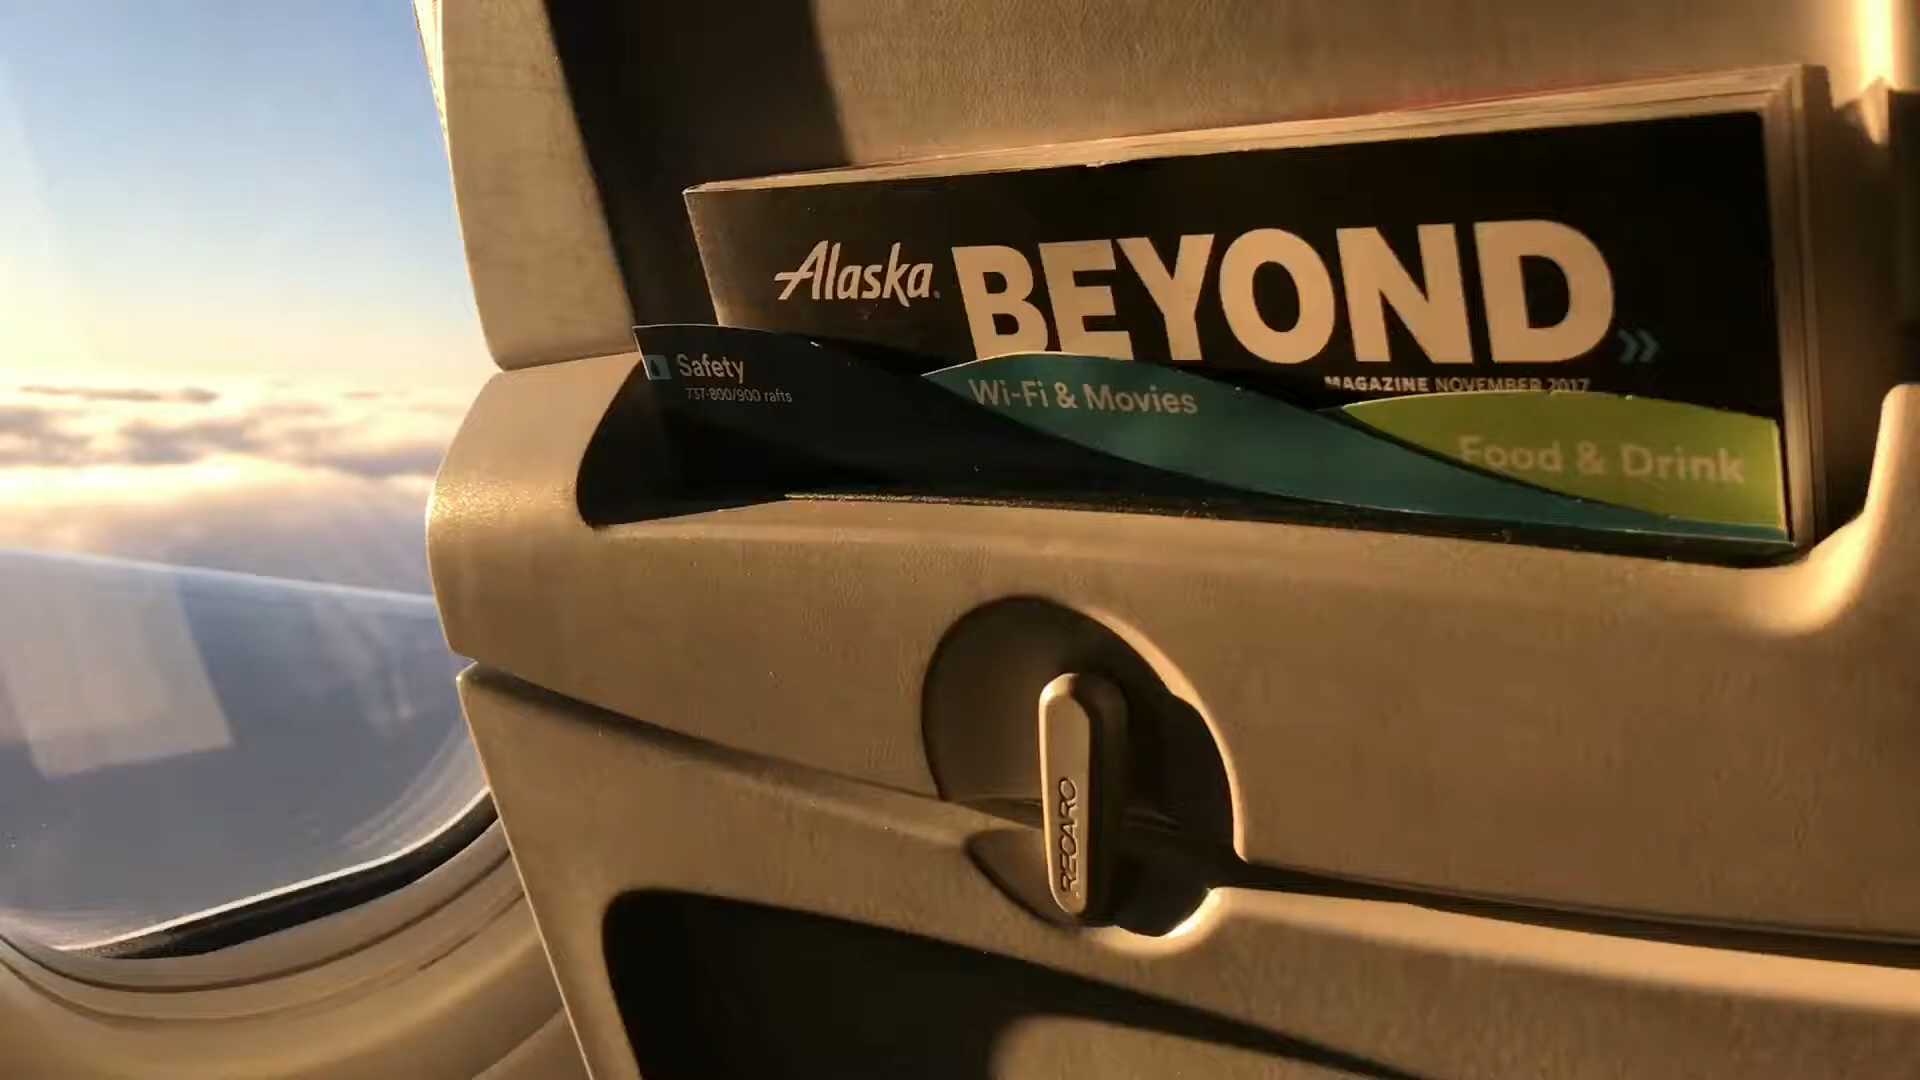 Alaska BEYOND
MAGAZINE NOVEMBER 2017
Safety
737-800/900 rafts
Wi-Fi & Movies
Food & Drink
RECARO